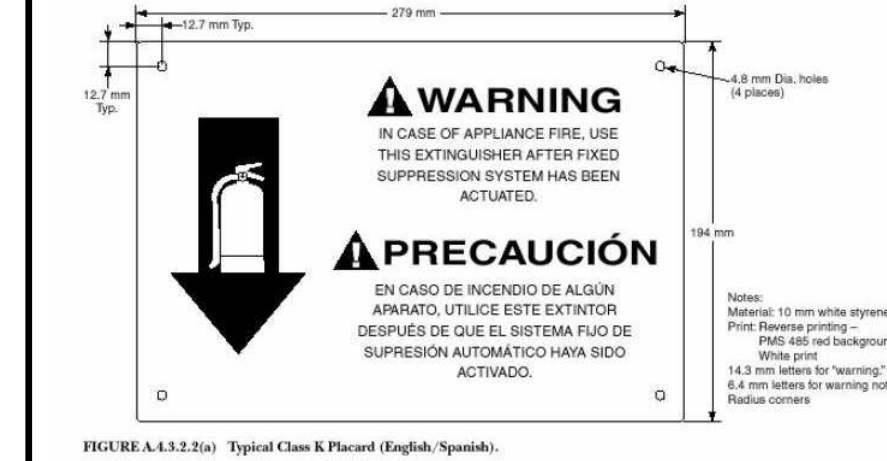 279 mm
12.7 mm Typ.
12.7 mm
Typ.
4.8 mm Dia. holes
(4 places)
WARNING
IN CASE OF APPLIANCE FIRE, USE
THIS EXTINGUISHER AFTER FIXED
SUPPRESSION SYSTEM HAS BEEN
ACTUATED.
194 mm
PRECAUCIÓN
EN CASO DE INCENDIO DE ALGÚN
APARATO, UTILICE ESTE EXTINTOR
DESPUÉS DE QUE EL SISTEMA FIJO DE
SUPRESIÓN AUTOMÁTICO HAYA SIDO
ACTIVADO.
Notes:
Material: 10 mm white styrene
Print: Reverse printing –
PMS 485 red
White print
14.3 mm letters for "warning."
6.4 mm letters for warning
Radius corners
FIGURE A.4.3.2.2(a) Typical Class K Placard (English/Spanish).